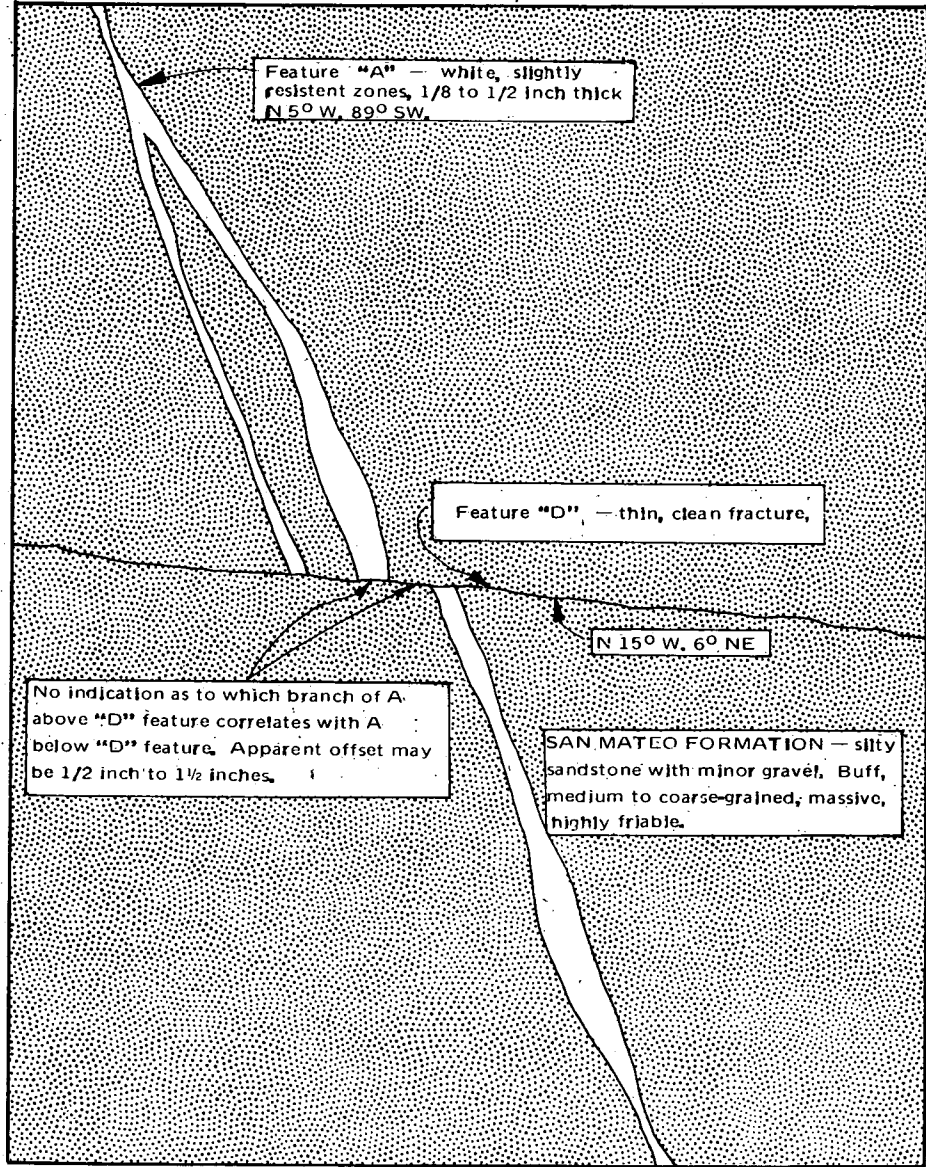 Feature "A" — white, slightly
resistent zones, 1/8 to 1/2 inch thick
N 5° W, 89° SW.
Feature "D", — thin, clean fracture,
N 15° W. 6° NE
No indication as to which branch of A
above "D" feature correlates with A
below "D" feature. Apparent offset may
be 1/2 inch to 1½ inches.
SAN MATEO FORMATION — silty
sandstone with minor gravel. Buff,
medium to coarse-grained, massive,
highly friable.